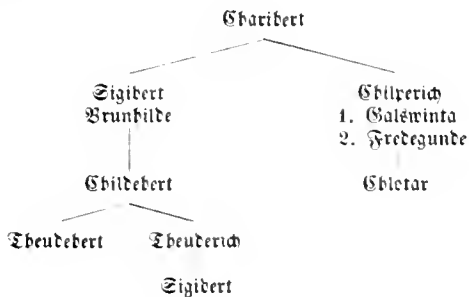 Charibert
Sigibert
Brunhilde
Chilperich
1. Galswinta
2. Fredegunde
Childebert
Chlotar
Theudebert
Theuderich
Sigibert